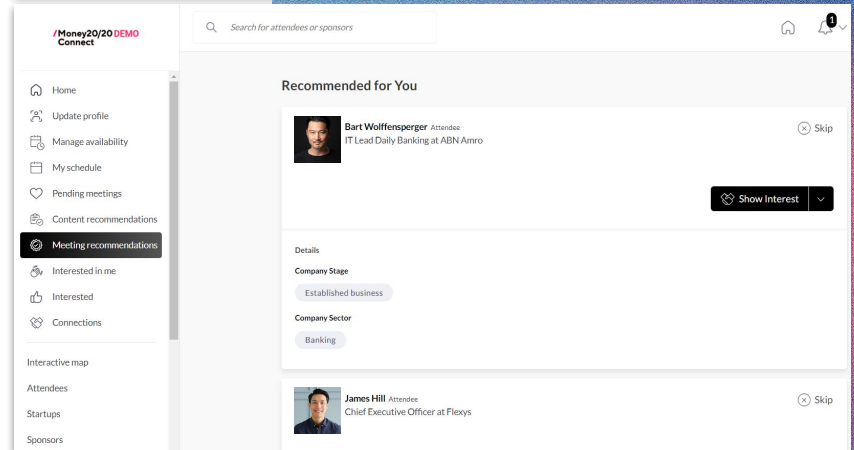 /Money20/20 DEMO
Connect
Search for attendees or sponsors
1
Home
Update profile
Manage availability
My schedule
Pending meetings
Content recommendations
Meeting recommendations
Interested in me
Interested
Connections
Interactive map
Attendees
Startups
Sponsors
Recommended for You
Bart Wolffensperger Attendee
IT Lead Daily Banking at ABN Amro
Skip
Show Interest
Details
Company Stage
Established business
Company Sector
Banking
James Hill Attendee
Chief Executive Officer at Flexys
Skip